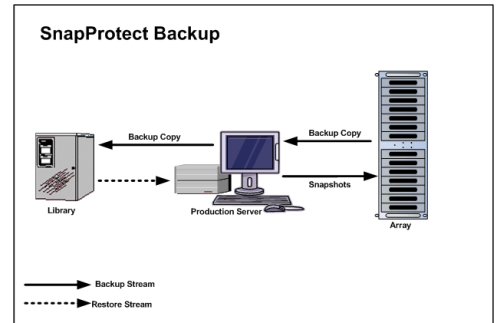 SnapProtect Backup
Backup Copy
Backup Copy
Snapshots
Library
Production Server
Array
Backup Stream
Restore Stream